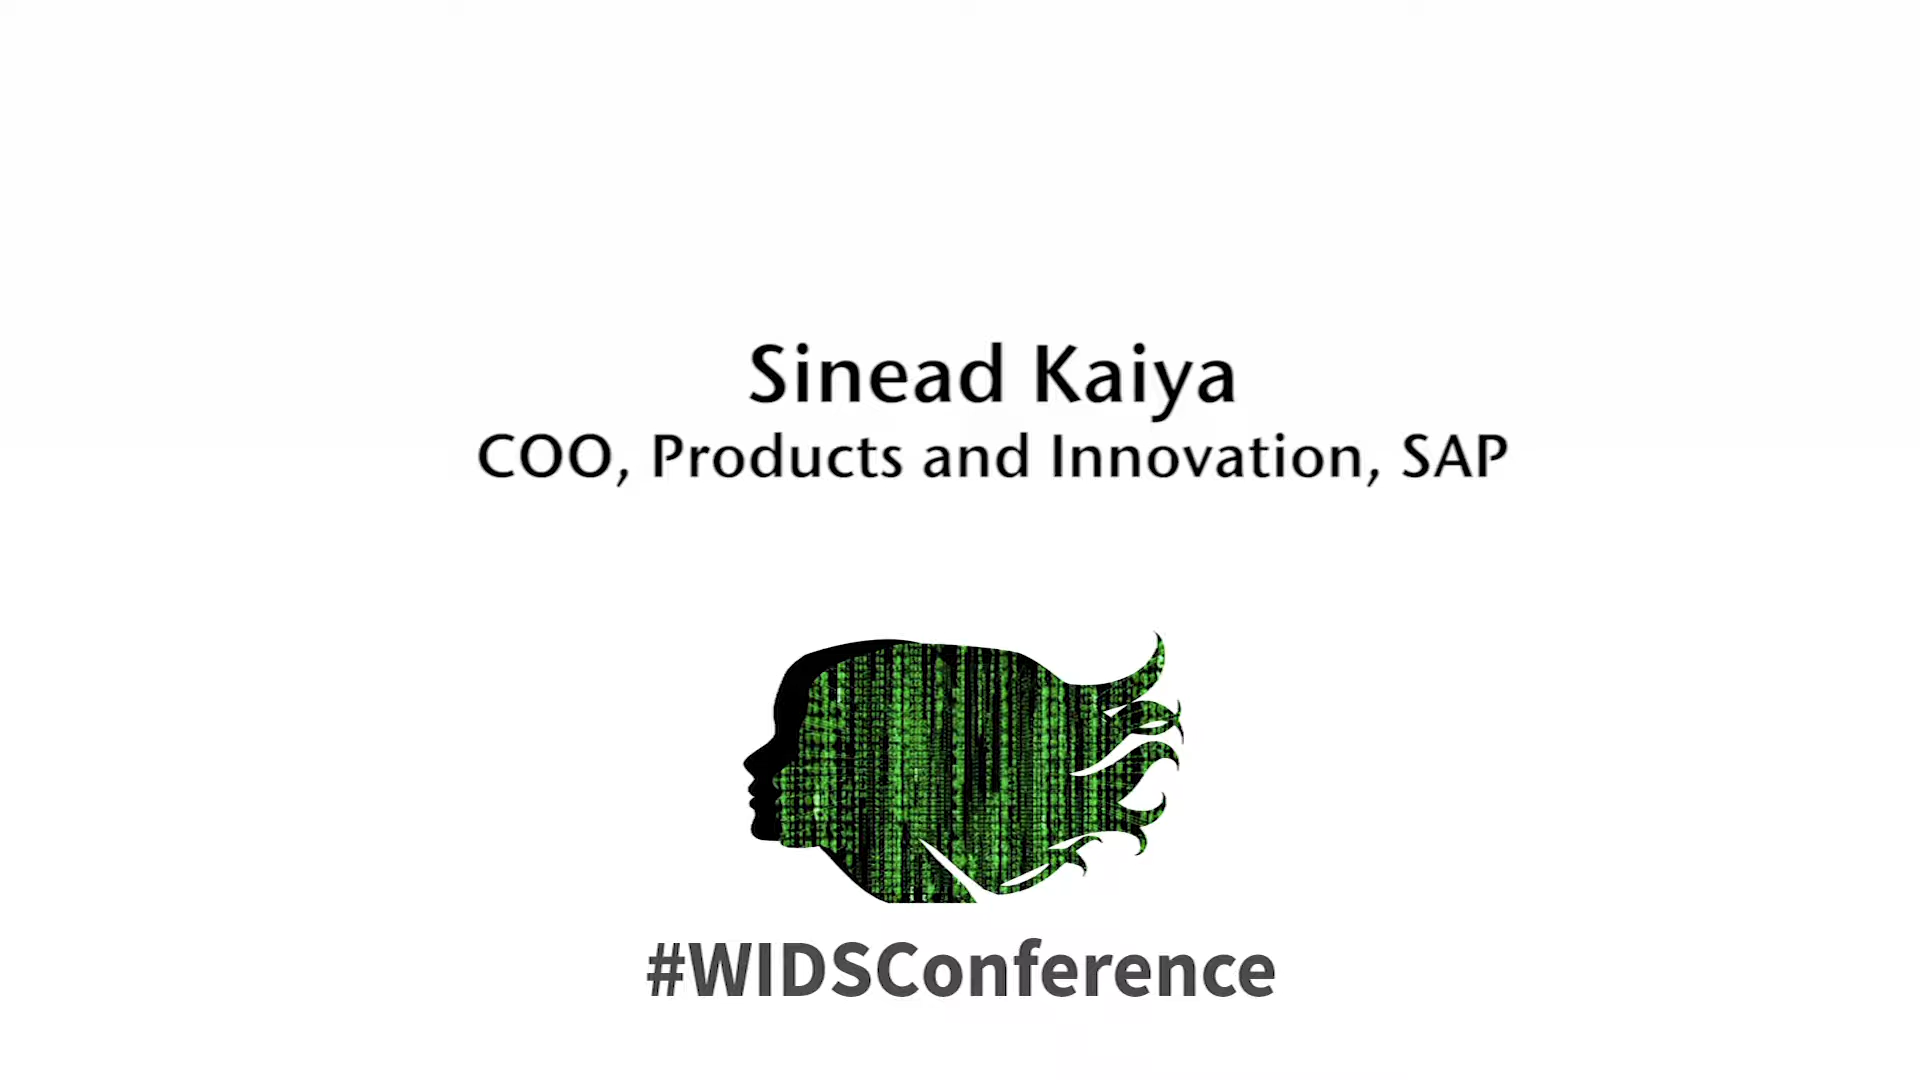 Sinead Kaiya
COO, Products and Innovation, SAP
#WIDSConference